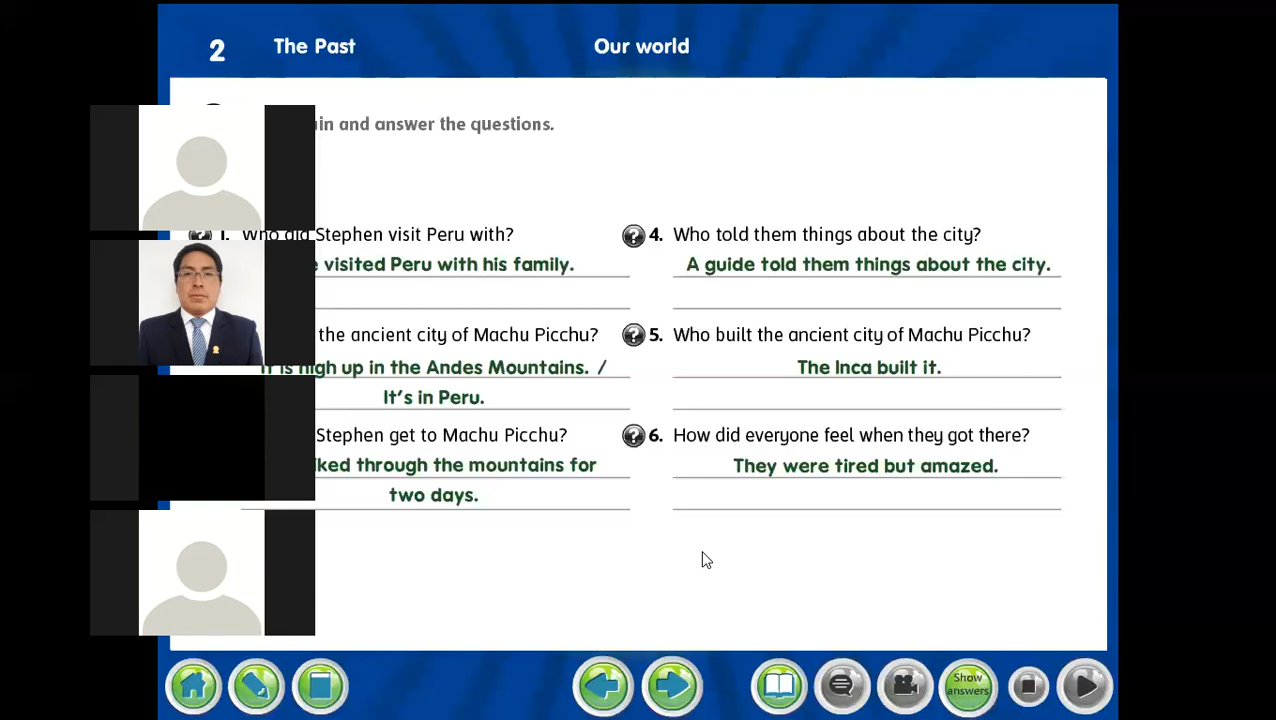 2 The Past Our world
and answer the questions.
1. Who did Stephen visit Peru with?
visited Peru with his family.
the ancient city of Machu Picchu?
It is high up in the Andes Mountains. /
It's in Peru.
Stephen get to Machu Picchu?
through the mountains for
two days.
4. Who told them things about the city?
A guide told them things about the city.
5. Who built the ancient city of Machu Picchu?
The Inca built it.
6. How did everyone feel when they got there?
They were tired but amazed.
Show
answers